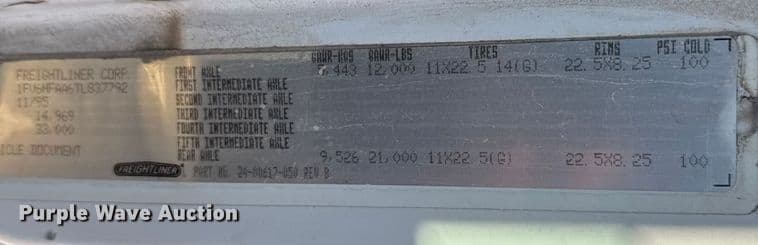 GAWR-KGS GAWR-LBS TIRES RIMS PSI COLD
FREIGHTLINER CORP. FRONT AXLE 5,443 12,000 11X22.5 14(G) 22.5X8.25 100
1FV6HFAA6TL837792 FIRST INTERMEDIATE AXLE
11/95 SECOND INTERMEDIATE AXLE
14,969 THIRD INTERMEDIATE AXLE
33,000 FOURTH INTERMEDIATE AXLE
FIFTH INTERMEDIATE AXLE
ICLE DOCUMENT REAR AXLE 9,526 21,000 11X22.5(G) 22.5X8.25 100
FREIGHTLINER PART NO. 24-00617-050 REV B
Purple Wave Auction